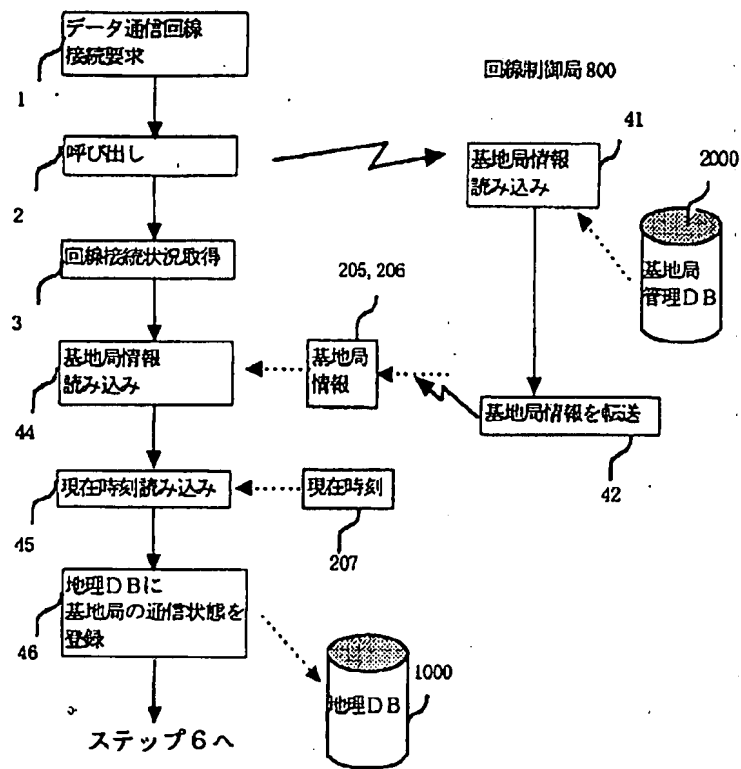 データ通信回線
接続要求
1
回線制御局800
呼び出し
2
41
基地局情報
読み込み
2000
基地局
管理DB
回線接続状況取得
3
205, 206
基地局
情報
基地局情報
読み込み
44
基地局情報を転送
42
現在時刻読み込み
45
現在時刻
207
地理DBに
基地局の通信状態を
登録
46
1000
地理DB
ステップ6へ